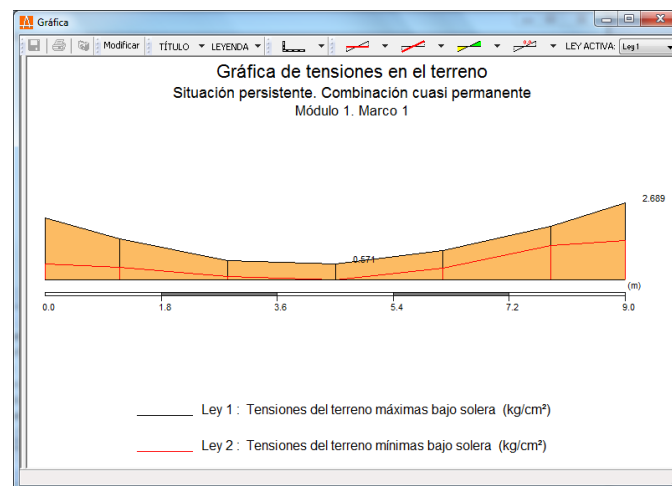 Gráfica
Modificar TÍTULO LEYENDA LEY ACTIVA: Ley 1
Gráfica de tensiones en el terreno
Situación persistente. Combinación cuasi permanente
Módulo 1. Marco 1
2.689
0.571
(m)
0.0 1.8 3.6 5.4 7.2 9.0
Ley 1 : Tensiones del terreno máximas bajo solera (kg/cm²)
Ley 2 : Tensiones del terreno mínimas bajo solera (kg/cm²)